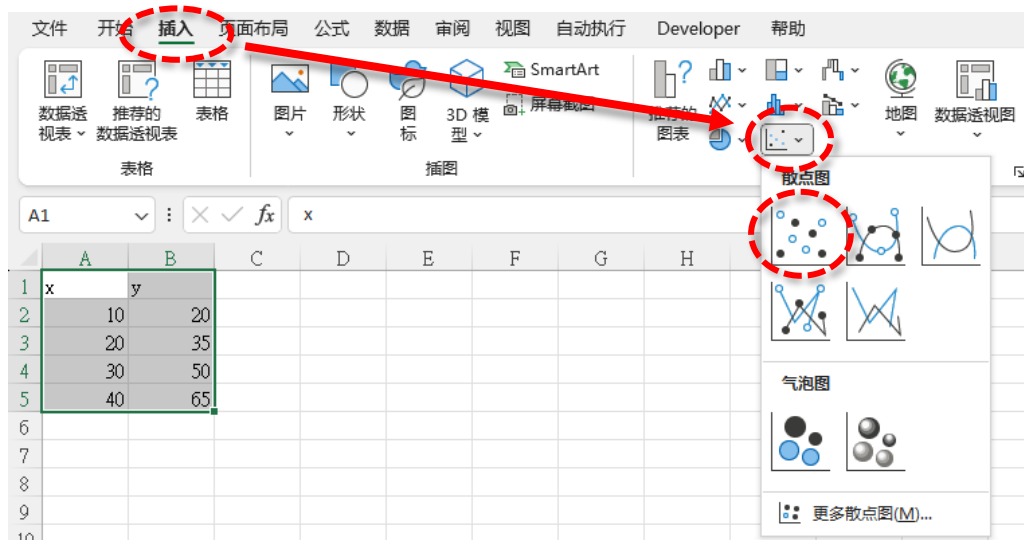 文件 开始 插入 页面布局 公式 数据 审阅 视图 自动执行 Developer 帮助
数据透
视表
推荐的
数据透视表
表格
图片
形状
图
标
3D 模
型
SmartArt
屏幕截图
推荐的
图表
地图
数据透视图
表格
插图
A1
fx
x
散点图
A B C D E F G H
1 x y
2 10 20
3 20 35
4 30 50
5 40 65
6
7
8
9
10
气泡图
更多散点图(M)...